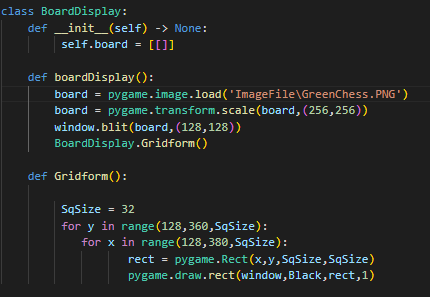 class BoardDisplay:
    def __init__(self) -> None:
        self.board = [[]]
    def boardDisplay():
        board = pygame.image.load('ImageFile\GreenChess.PNG')
        board = pygame.transform.scale(board,(256,256))
        window.blit(board,(128,128))
        BoardDisplay.Gridform()
    def Gridform():
        SqSize = 32
        for y in range(128,360,SqSize):
            for x in range(128,380,SqSize):
                rect = pygame.Rect(x,y,SqSize,SqSize)
                pygame.draw.rect(window,Black,rect,1)